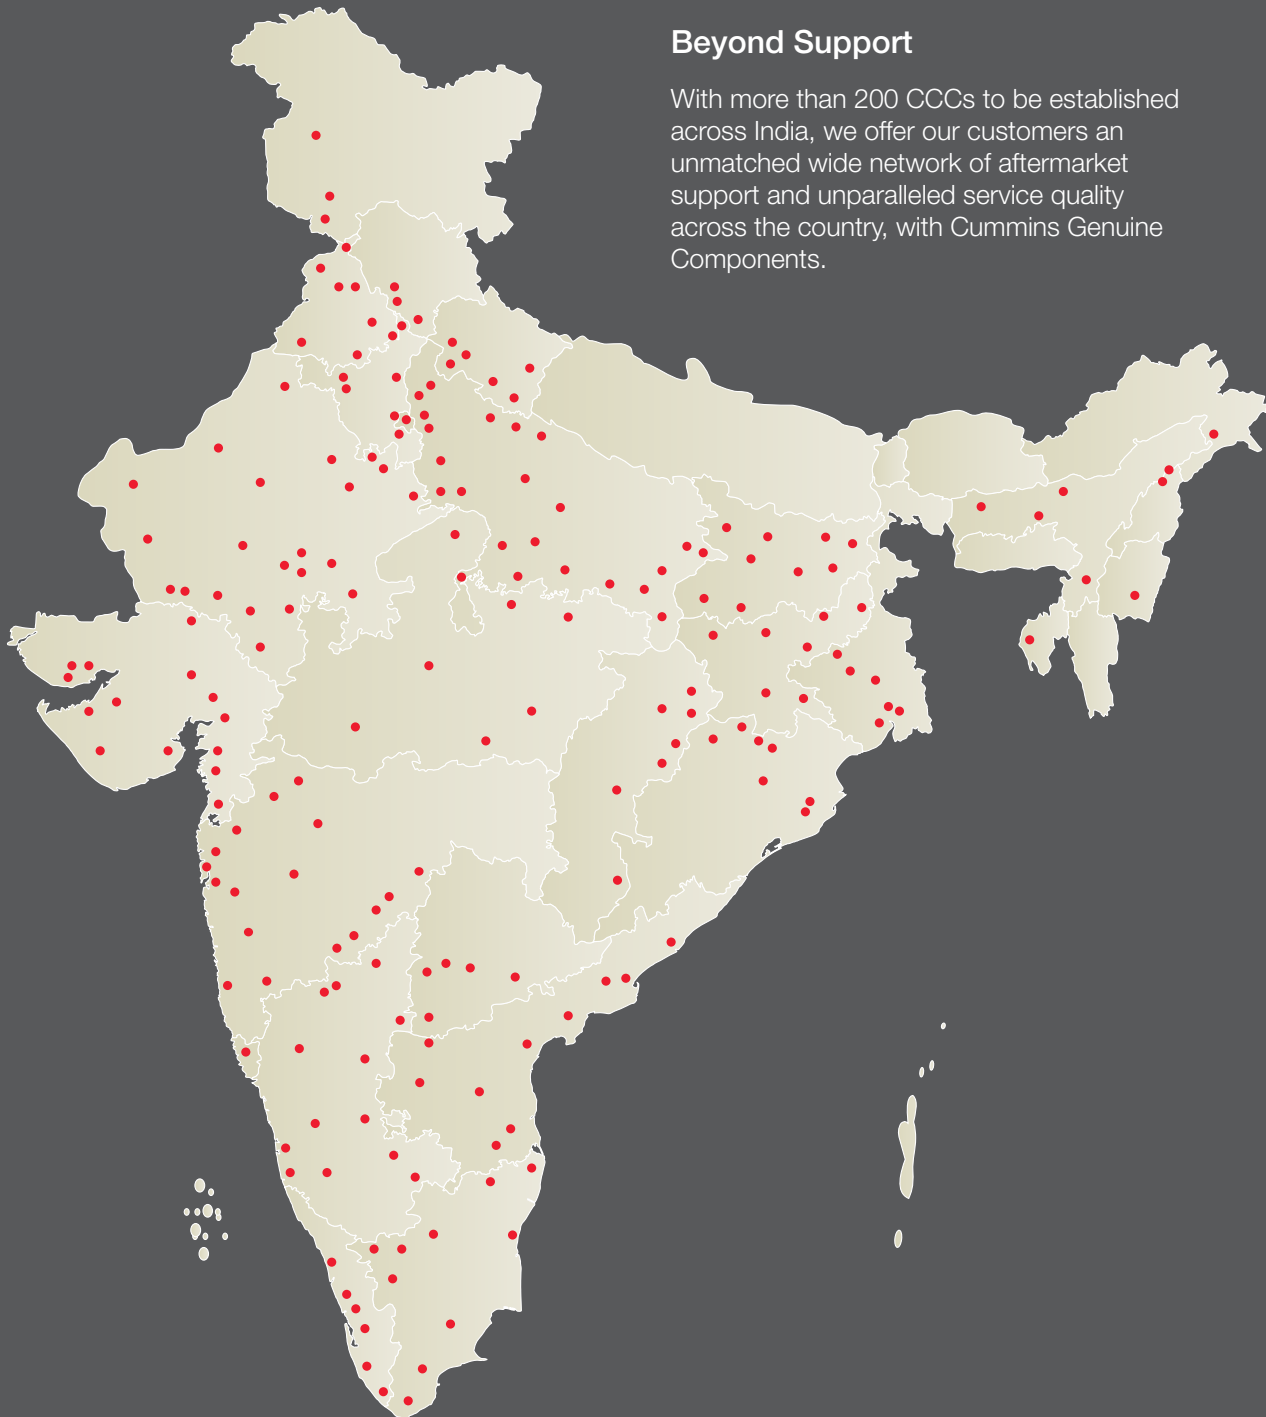 Beyond Support
With more than 200 CCCs to be established
across India, we offer our customers an
unmatched wide network of aftermarket
support and unparalleled service quality
across the country, with Cummins Genuine
Components.